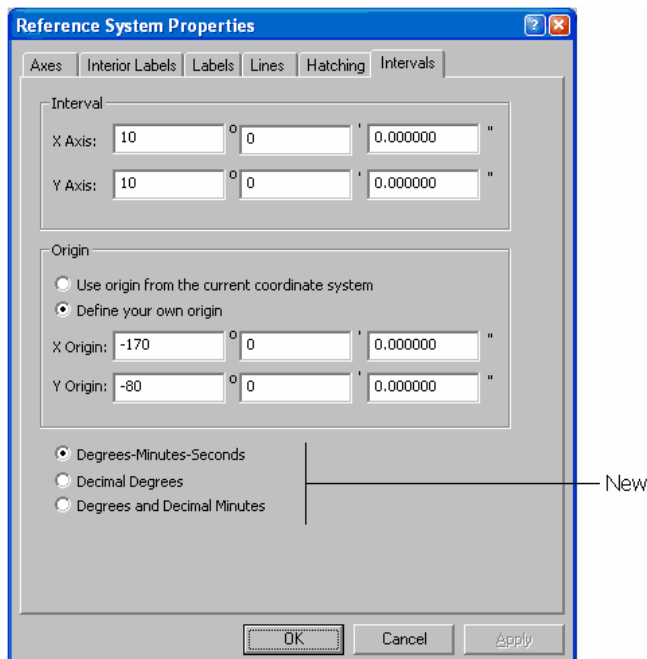 Reference System Properties
Axes Interior Labels Labels Lines Hatching Intervals
Interval
X Axis: 10 ° 0 ' 0.000000 "
Y Axis: 10 ° 0 ' 0.000000 "
Origin
Use origin from the current coordinate system
Define your own origin
X Origin: -170 ° 0 ' 0.000000 "
Y Origin: -80 ° 0 ' 0.000000 "
Degrees-Minutes-Seconds
Decimal Degrees
Degrees and Decimal Minutes
New
OK Cancel Apply